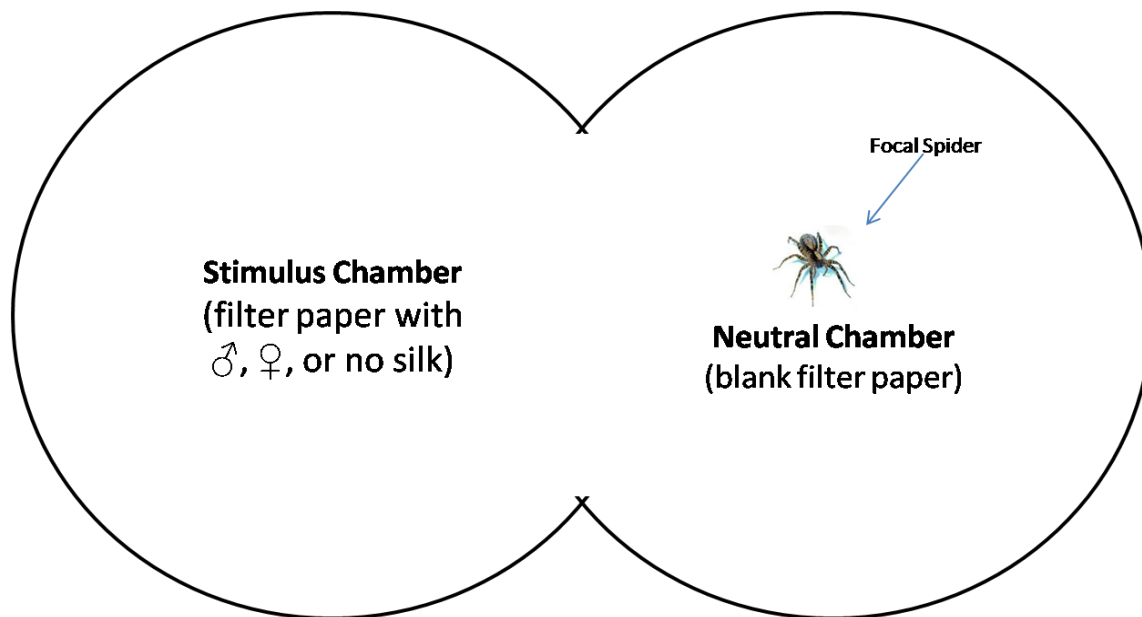 Focal Spider
Stimulus Chamber
(filter paper with
♂, ♀, or no silk)
Neutral Chamber
(blank filter paper)